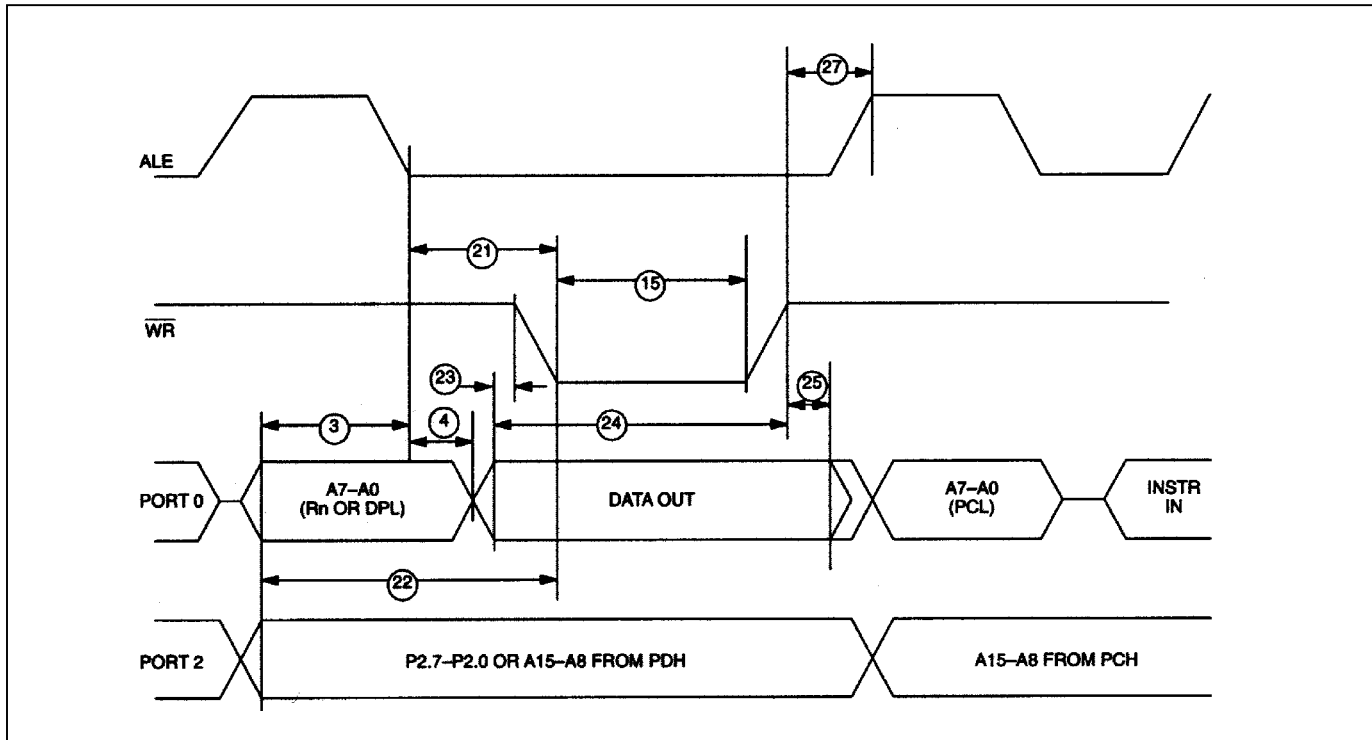 27
ALE
21
15
WR
23
25
3
4
24
PORT 0
A7–A0
(Rn OR DPL)
DATA OUT
A7–A0
(PCL)
INSTR
IN
22
PORT 2
P2.7–P2.0 OR A15–A8 FROM PDH
A15–A8 FROM PCH